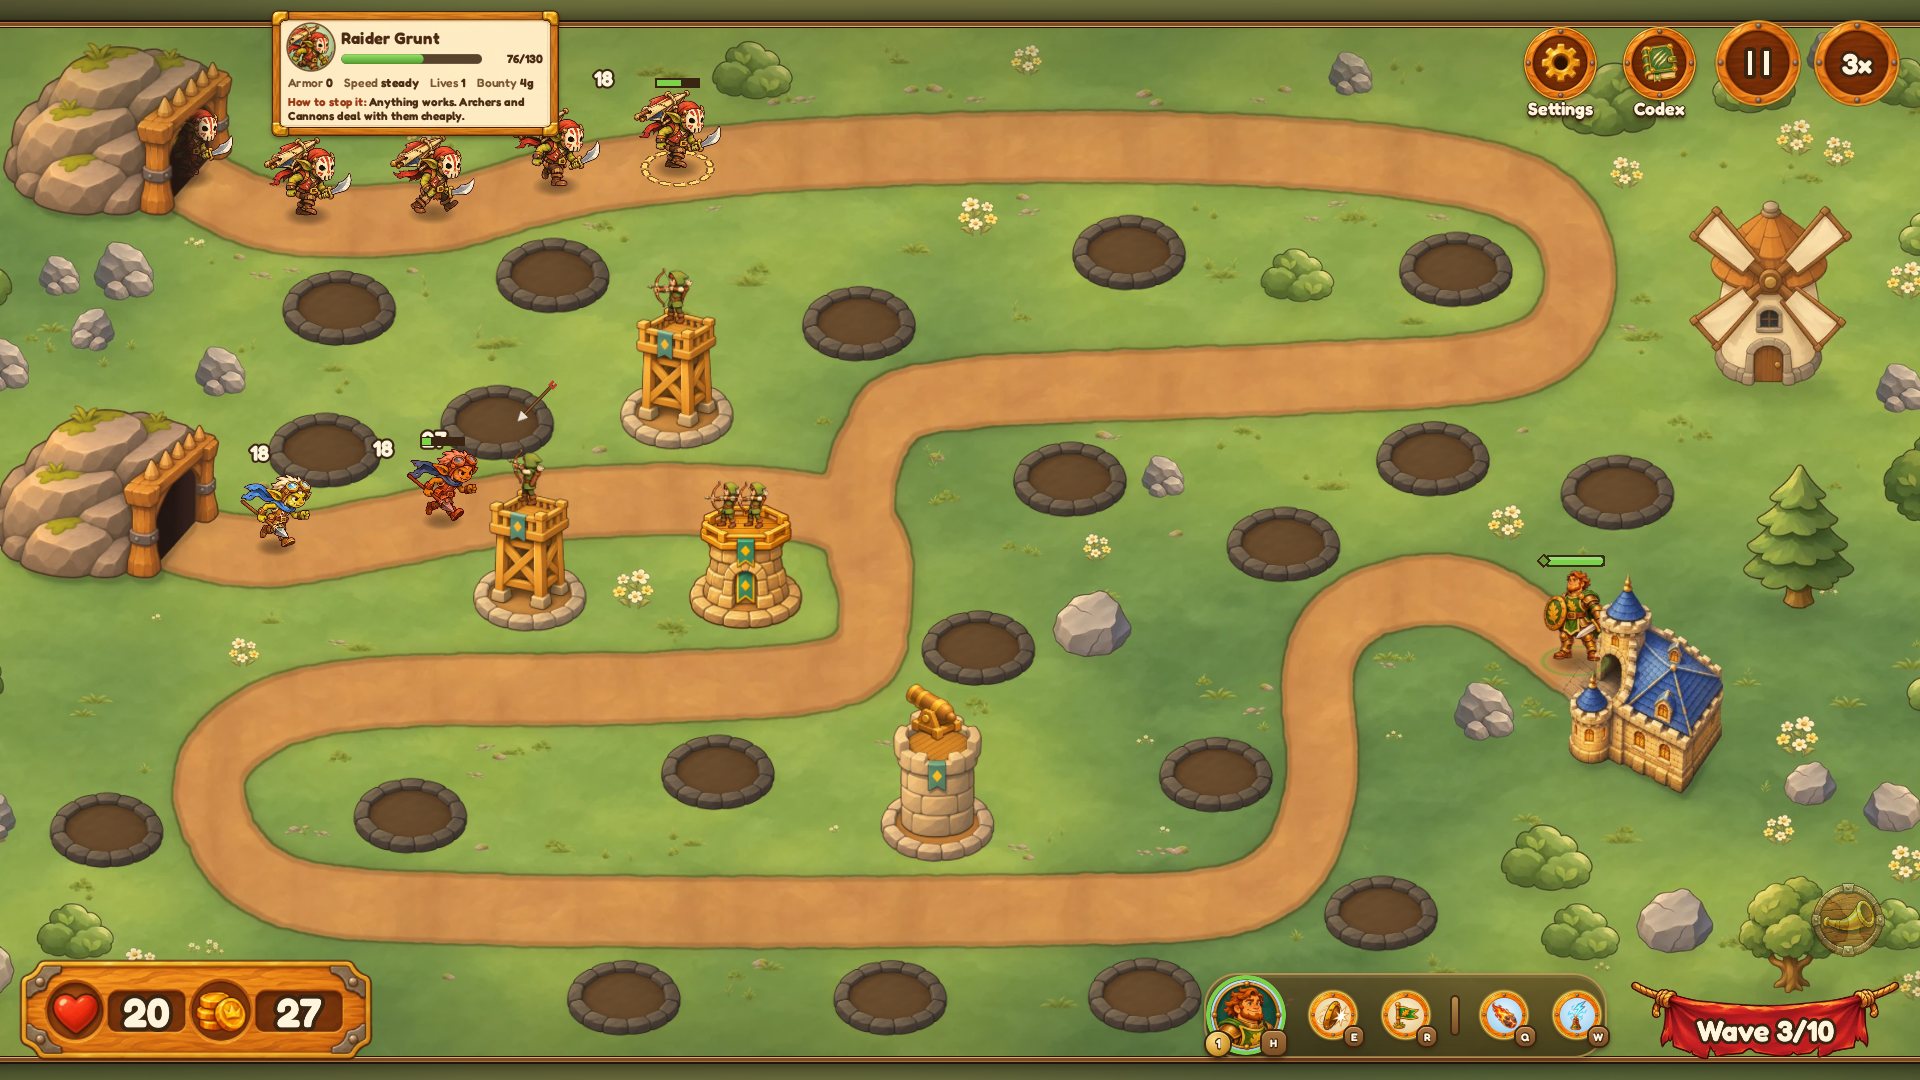 Raider Grunt
76/130
Armor 0 Speed steady Lives 1 Bounty 4g
How to stop it: Anything works. Archers and
Cannons deal with them cheaply.
18
Settings
Codex
3x
18
18
20
27
1
H
E
R
Q
W
Wave 3/10